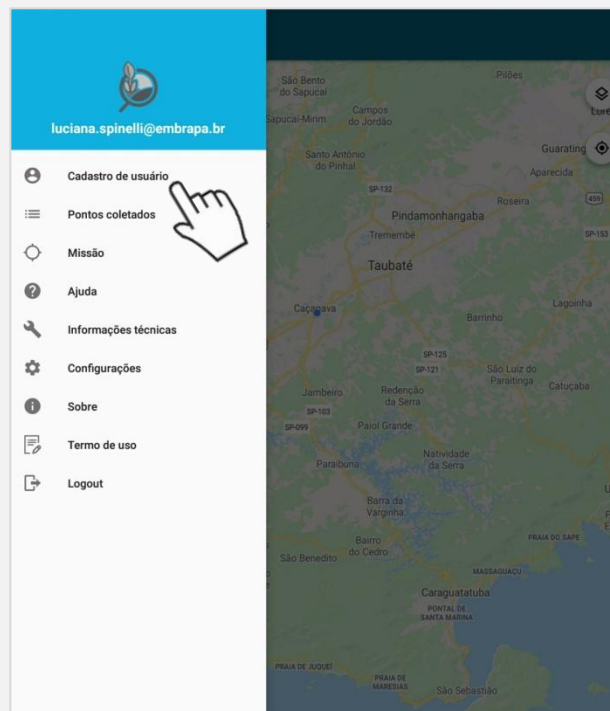 luciana.spinelli@embrapa.br
Cadastro de usuário
Pontos coletados
Missão
Ajuda
Informações técnicas
Configurações
Sobre
Termo de uso
Logout
São Bento
do Sapucaí
Pilões
Sapucaí-Mirim
Campos
do Jordão
Santo Antônio
do Pinhal
Guarating
Aparecida
SP-132
Roseira
459
Pindamonhangaba
Tremembé
SP-153
Taubaté
Lagoinha
Caçapava
Barrinho
SP-125
SP-121
São Luiz do
Paraitinga
Catuçaba
Jambeiro
Redenção
da Serra
SP-103
SP-099
Paiol Grande
Natividade
da Serra
Paraibuna
Barra da
Varginha
Bairro
do Cedro
PRAIA DO SAPE
São Benedito
MASSAGUAÇU
Caraguatatuba
PONTAL DE
SANTA MARINA
PRAIA DE JUQUEÍ
PRAIA DE
MARESIAS
São Sebastião